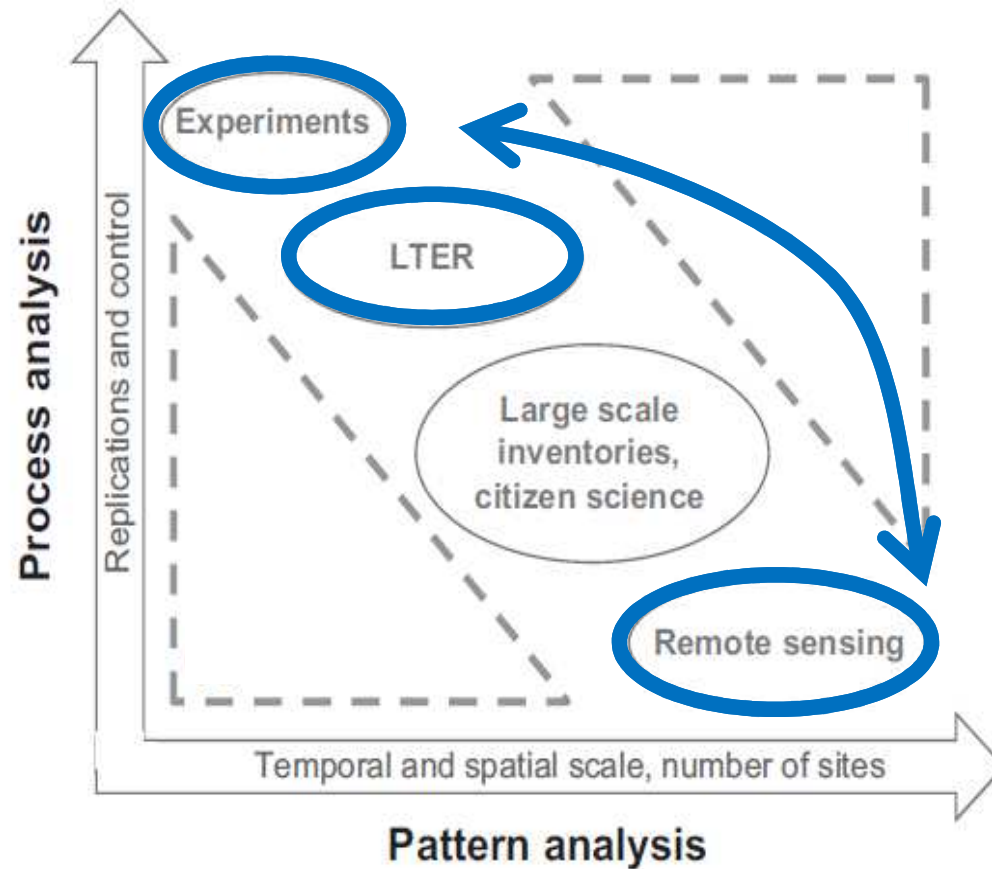 Process analysis
Replications and control
Experiments
LTER
Large scale
inventories,
citizen science
Remote sensing
Temporal and spatial scale, number of sites
Pattern analysis